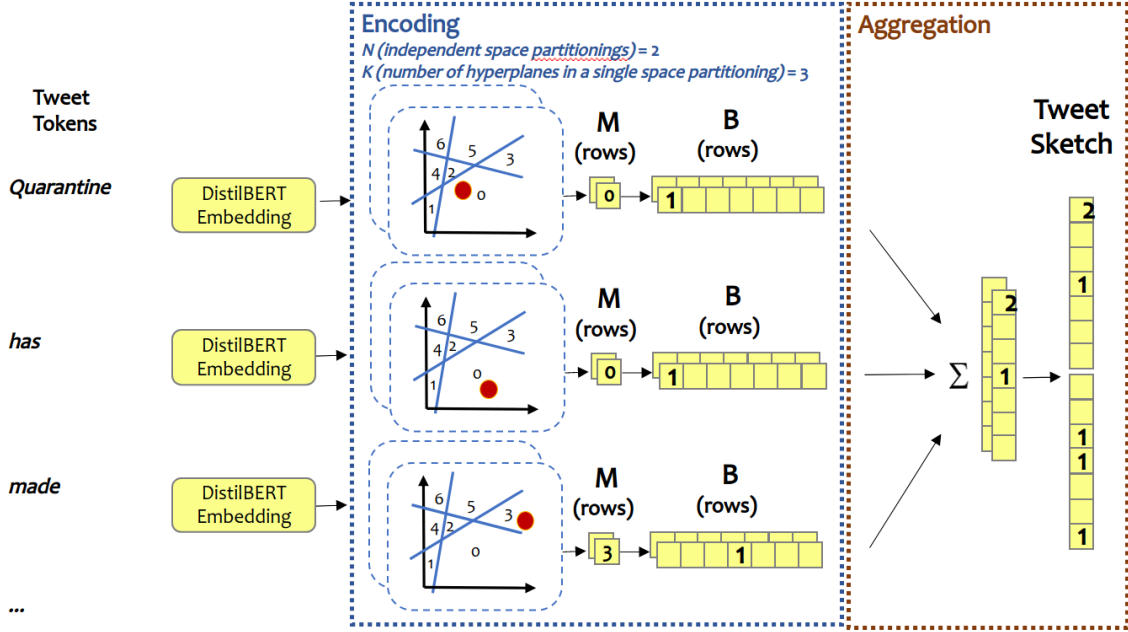 Encoding
N (independent space partitionings) = 2
K (number of hyperplanes in a single space partitioning) = 3
Aggregation
Tweet
Tokens
Tweet
Sketch
Quarantine
DistilBERT
Embedding
6
5
3
4
2
0
1
M
(rows)
0
B
(rows)
1
has
DistilBERT
Embedding
6
5
3
4
2
0
1
M
(rows)
0
B
(rows)
1
made
DistilBERT
Embedding
6
5
3
4
2
0
1
M
(rows)
3
B
(rows)
1
...
Σ
2
1
2
1
1
1
1